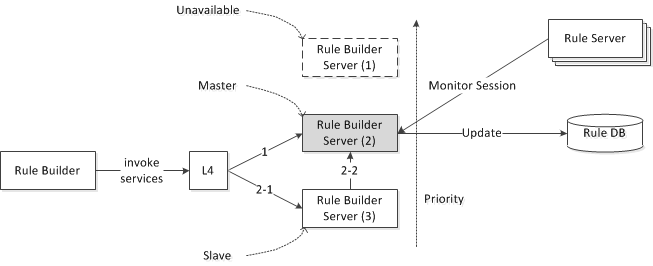 Unavailable
Rule Builder
Server (1)
Rule Server
Master
Monitor Session
Rule Builder
Server (2)
Update
Rule DB
Rule Builder
invoke
services
L4
1
2-1
2-2
Rule Builder
Server (3)
Priority
Slave